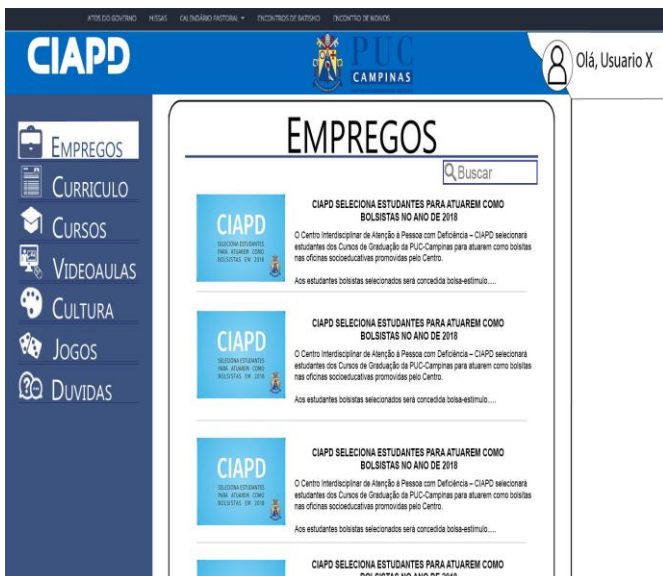 ATOS DO GOVERNO MISSAS CALENDÁRIO PASTORAL ENCONTROS DE BATISMO ENCONTRO DE NOIVOS
CIAPD
PUC
CAMPINAS
Olá, Usuario X
EMPREGOS
CURRICULO
CURSOS
VIDEOAULAS
CULTURA
JOGOS
DUVIDAS
EMPREGOS
Buscar
CIAPD
SELECIONA ESTUDANTES
PARA ATUAREM COMO
BOLSISTAS EM 2018
CIAPD SELECIONA ESTUDANTES PARA ATUAREM COMO
BOLSISTAS NO ANO DE 2018
O Centro Interdisciplinar de Atenção à Pessoa com Deficiência – CIAPD selecionará
estudantes dos Cursos de Graduação da PUC-Campinas para atuarem como bolsitas
nas oficinas socioeducativas promovidas pelo Centro.
Aos estudantes bolsistas selecionados será concedida bolsa-estímulo.....
CIAPD
SELECIONA ESTUDANTES
PARA ATUAREM COMO
BOLSISTAS EM 2018
CIAPD SELECIONA ESTUDANTES PARA ATUAREM COMO
BOLSISTAS NO ANO DE 2018
O Centro Interdisciplinar de Atenção à Pessoa com Deficiência – CIAPD selecionará
estudantes dos Cursos de Graduação da PUC-Campinas para atuarem como bolsitas
nas oficinas socioeducativas promovidas pelo Centro.
Aos estudantes bolsistas selecionados será concedida bolsa-estímulo.....
CIAPD
SELECIONA ESTUDANTES
PARA ATUAREM COMO
BOLSISTAS EM 2018
CIAPD SELECIONA ESTUDANTES PARA ATUAREM COMO
BOLSISTAS NO ANO DE 2018
O Centro Interdisciplinar de Atenção à Pessoa com Deficiência – CIAPD selecionará
estudantes dos Cursos de Graduação da PUC-Campinas para atuarem como bolsitas
nas oficinas socioeducativas promovidas pelo Centro.
Aos estudantes bolsistas selecionados será concedida bolsa-estímulo.....
CIAPD SELECIONA ESTUDANTES PARA ATUAREM COMO
BOLSISTAS NO ANO DE 2018